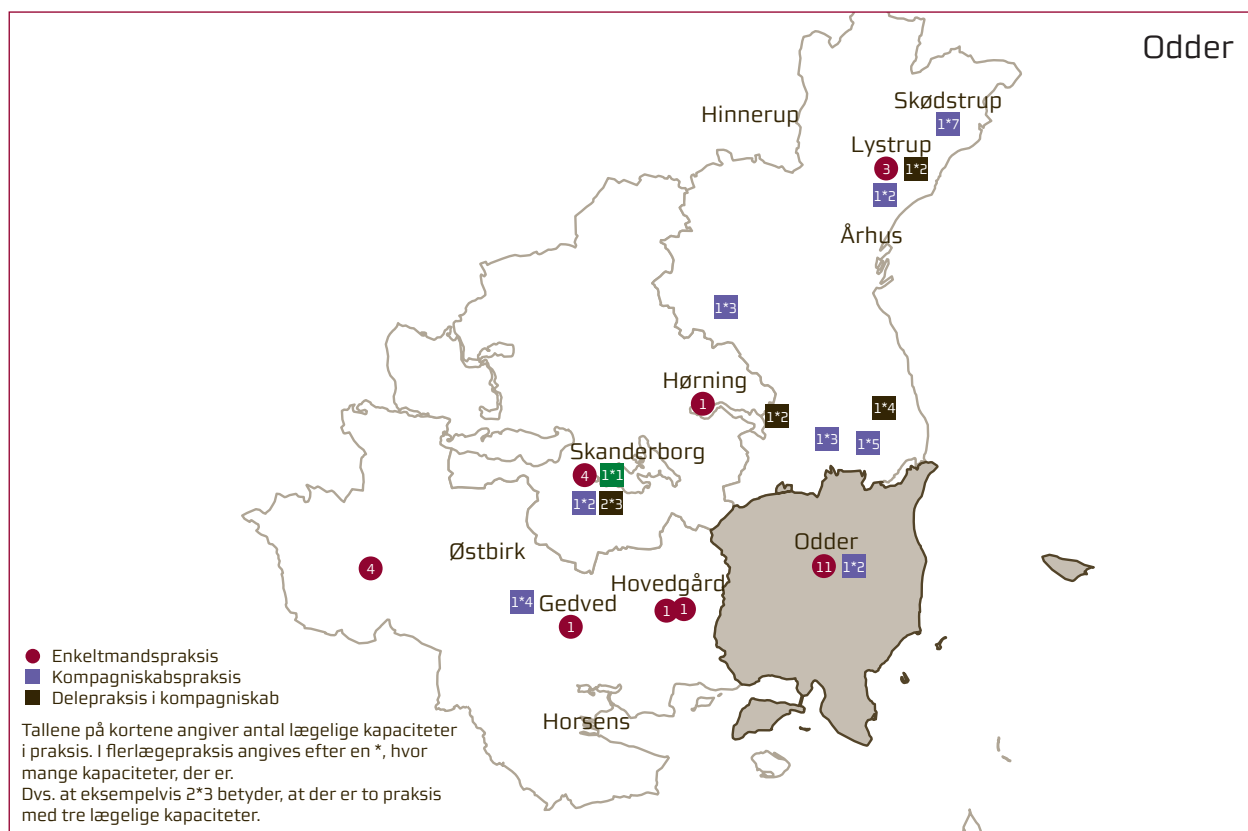 Odder
Hinnerup
Skødstrup
1*7
Lystrup
3 1*2
1*2
Århus
1*3
Hørning
1
1*2
1*4
1*3
1*5
Skanderborg
4 1*1
1*2 2*3
Odder
11 1*2
Østbirk
4
Hovedgård
1 1
1*4
Gedved
1
Horsens
Enkeltmandspraksis
Kompagniskabspraksis
Delepraksis i kompagniskab
Tallene på kortene angiver antal lægelige kapaciteter
i praksis. I flerlægepraksis angives efter en *, hvor
mange kapaciteter, der er.
Dvs. at eksempelvis 2*3 betyder, at der er to praksis
med tre lægelige kapaciteter.